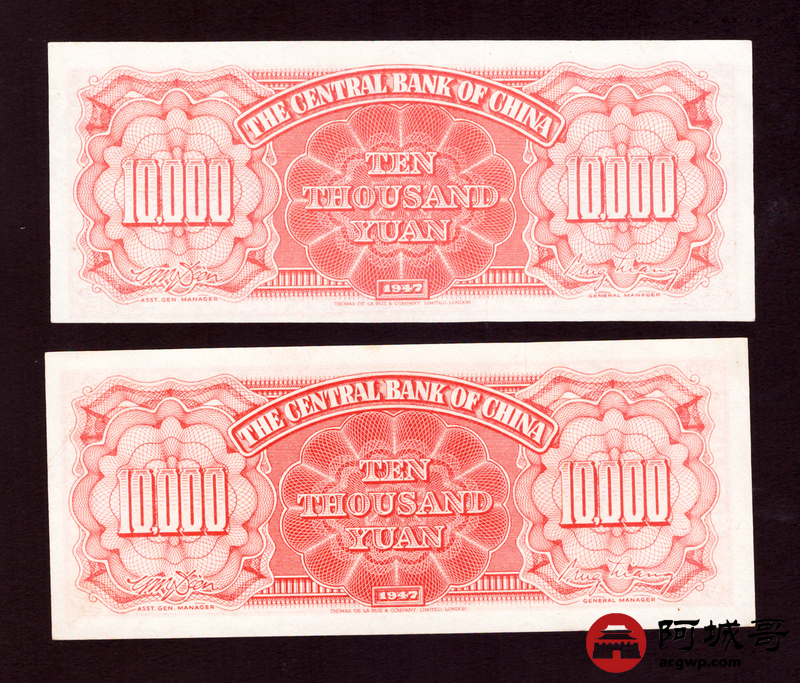 THE CENTRAL BANK OF CHINA
10,000
TEN
THOUSAND
YUAN
10,000
1947
ASST. GEN. MANAGER
THOMAS DE LA RUE & COMPANY, LIMITED, LONDON
GENERAL MANAGER
THE CENTRAL BANK OF CHINA
10,000
TEN
THOUSAND
YUAN
10,000
1947
ASST. GEN. MANAGER
THOMAS DE LA RUE & COMPANY, LIMITED, LONDON
GENERAL MANAGER
阿城哥
acgwp.com